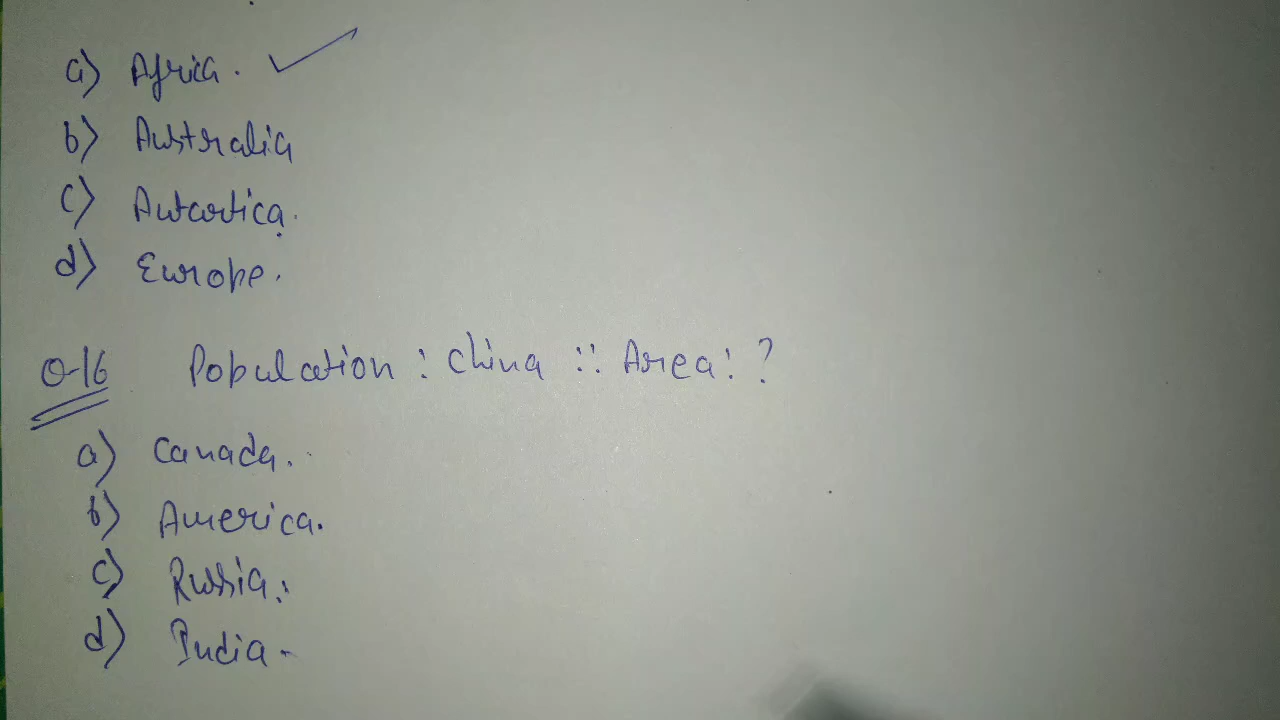 a) Africa. ✓
b) Australia
c) Antartica.
d) Europe.
Q-16 Population : China :: Area : ?
a) Canada.
b) America.
c) Russia.
d) India.